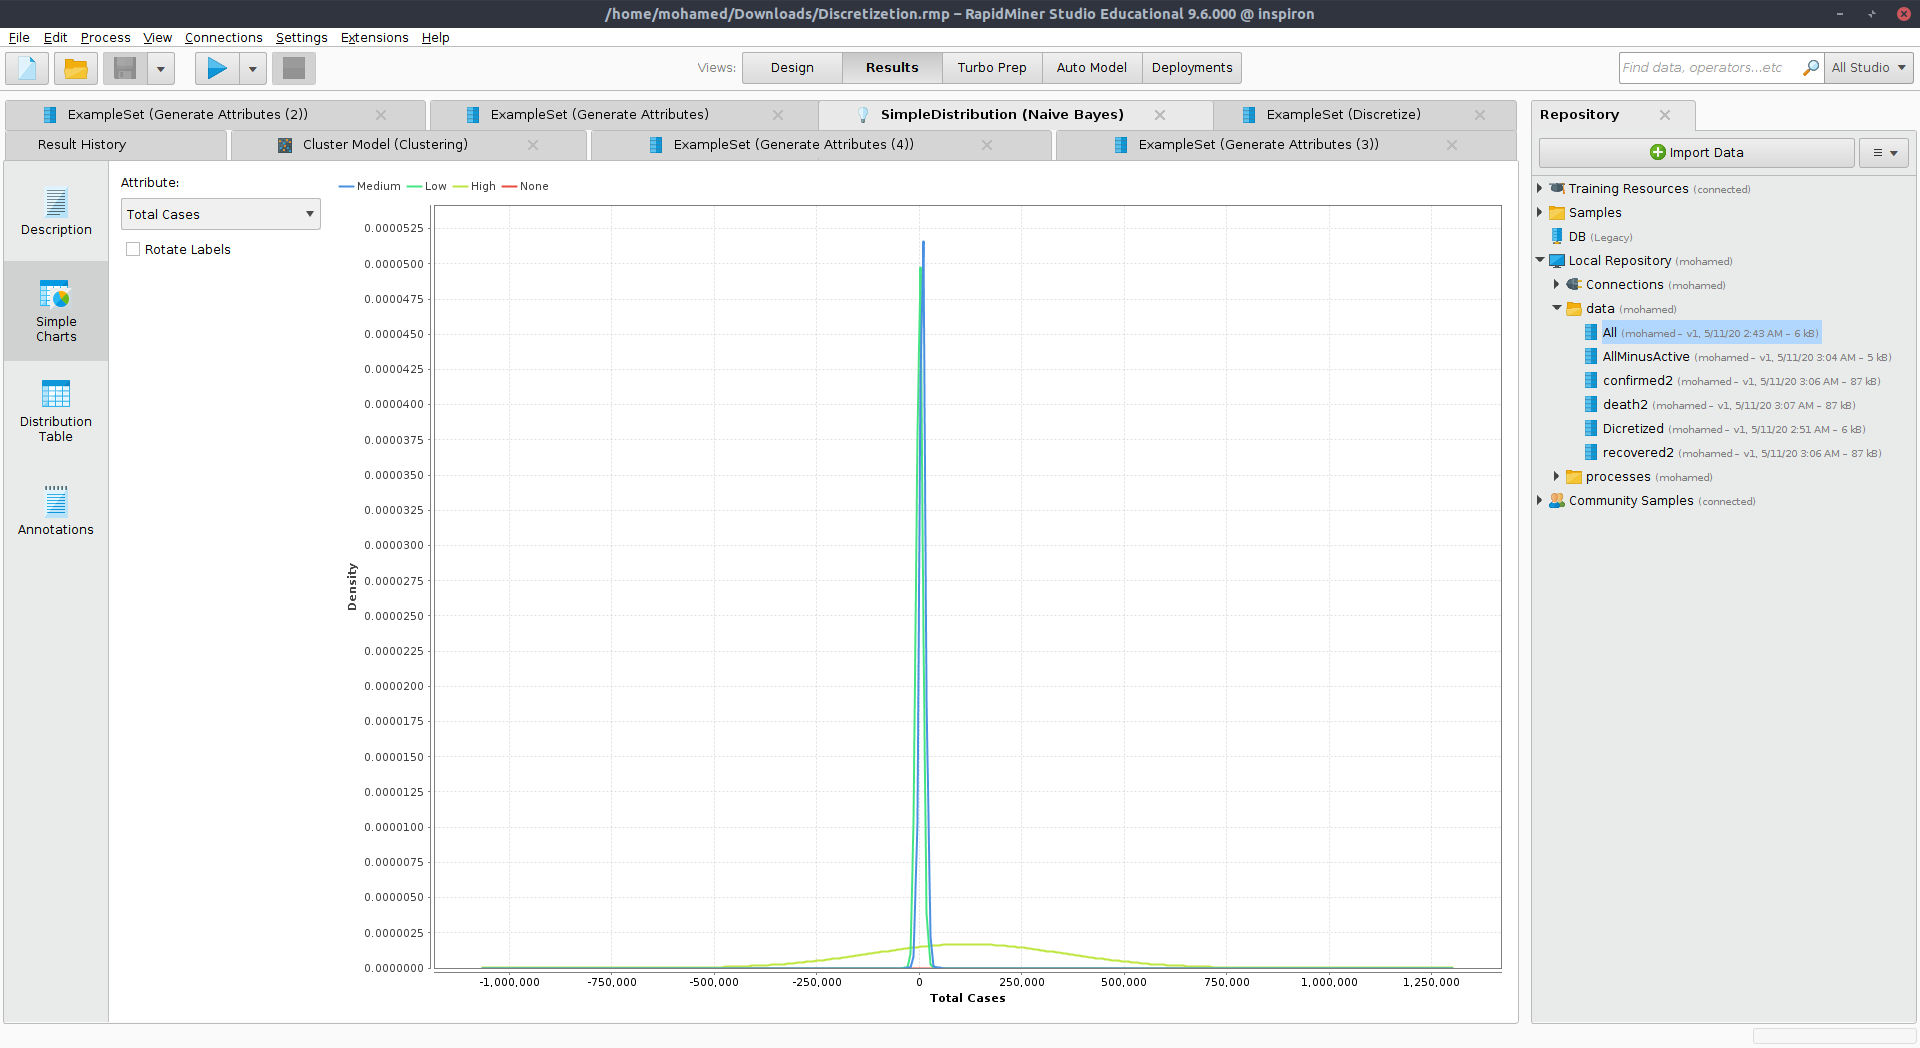 /home/mohamed/Downloads/Discretizetion.rmp – RapidMiner Studio Educational 9.6.000 @ inspiron
File Edit Process View Connections Settings Extensions Help
Views: Design Results Turbo Prep Auto Model Deployments
Find data, operators...etc All Studio
ExampleSet (Generate Attributes (2)) ExampleSet (Generate Attributes) SimpleDistribution (Naive Bayes) ExampleSet (Discretize)
Result History Cluster Model (Clustering) ExampleSet (Generate Attributes (4)) ExampleSet (Generate Attributes (3))
Description
Simple
Charts
Distribution
Table
Annotations
Attribute:
Total Cases
Rotate Labels
Medium Low High None
0.0000525
0.0000500
0.0000475
0.0000450
0.0000425
0.0000400
0.0000375
0.0000350
0.0000325
0.0000300
0.0000275
0.0000250
0.0000225
0.0000200
0.0000175
0.0000150
0.0000125
0.0000100
0.0000075
0.0000050
0.0000025
0.0000000
Density
-1,000,000 -750,000 -500,000 -250,000 0 250,000 500,000 750,000 1,000,000 1,250,000
Total Cases
Repository
Import Data
Training Resources (connected)
Samples
DB (Legacy)
Local Repository (mohamed)
Connections (mohamed)
data (mohamed)
All (mohamed – v1, 5/11/20 2:43 AM – 6 kB)
AllMinusActive (mohamed – v1, 5/11/20 3:04 AM – 5 kB)
confirmed2 (mohamed – v1, 5/11/20 3:06 AM – 87 kB)
death2 (mohamed – v1, 5/11/20 3:07 AM – 87 kB)
Dicretized (mohamed – v1, 5/11/20 2:51 AM – 6 kB)
recovered2 (mohamed – v1, 5/11/20 3:06 AM – 87 kB)
processes (mohamed)
Community Samples (connected)